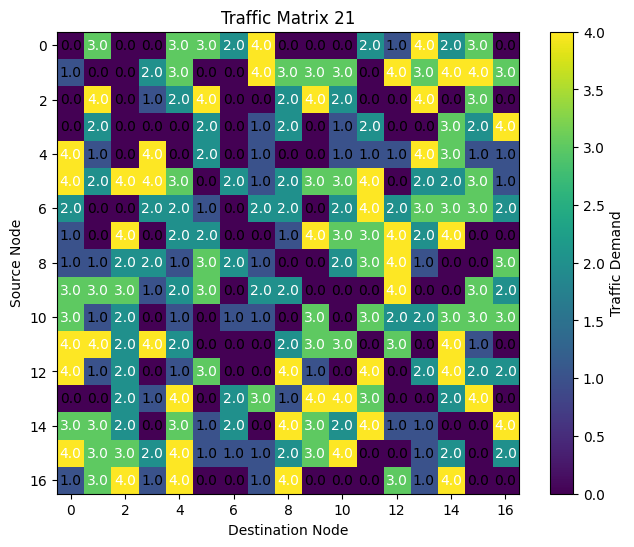 Traffic Matrix 21
0 0.0 3.0 0.0 0.0 3.0 3.0 2.0 4.0 0.0 0.0 0.0 2.0 1.0 4.0 2.0 3.0 0.0
1.0 0.0 0.0 2.0 3.0 0.0 0.0 4.0 3.0 3.0 3.0 0.0 4.0 3.0 4.0 4.0 3.0
2 0.0 4.0 0.0 1.0 2.0 4.0 0.0 0.0 2.0 4.0 2.0 0.0 0.0 4.0 0.0 3.0 0.0
0.0 2.0 0.0 0.0 0.0 2.0 0.0 1.0 2.0 0.0 1.0 2.0 0.0 0.0 3.0 2.0 4.0
4 4.0 1.0 0.0 4.0 0.0 2.0 0.0 1.0 0.0 0.0 1.0 1.0 1.0 4.0 3.0 1.0 1.0
4.0 2.0 4.0 4.0 3.0 0.0 2.0 1.0 2.0 3.0 3.0 4.0 0.0 2.0 2.0 3.0 1.0
6 2.0 0.0 0.0 2.0 2.0 1.0 0.0 2.0 2.0 0.0 2.0 4.0 2.0 3.0 3.0 3.0 2.0
1.0 0.0 4.0 0.0 2.0 2.0 0.0 0.0 1.0 4.0 3.0 3.0 4.0 2.0 4.0 0.0 0.0
8 1.0 1.0 2.0 2.0 1.0 3.0 2.0 1.0 0.0 0.0 2.0 3.0 4.0 1.0 0.0 0.0 3.0
3.0 3.0 3.0 1.0 2.0 3.0 0.0 2.0 2.0 0.0 0.0 0.0 4.0 0.0 0.0 3.0 2.0
10 3.0 1.0 2.0 0.0 1.0 0.0 1.0 1.0 0.0 3.0 0.0 3.0 2.0 2.0 3.0 3.0 3.0
4.0 4.0 2.0 4.0 2.0 0.0 0.0 0.0 2.0 3.0 3.0 0.0 3.0 0.0 4.0 1.0 0.0
12 4.0 1.0 2.0 0.0 1.0 3.0 0.0 0.0 4.0 1.0 0.0 4.0 0.0 2.0 4.0 2.0 2.0
0.0 0.0 2.0 1.0 4.0 0.0 2.0 3.0 1.0 4.0 4.0 3.0 0.0 0.0 2.0 4.0 0.0
14 3.0 3.0 2.0 0.0 3.0 1.0 2.0 0.0 4.0 3.0 2.0 4.0 1.0 1.0 0.0 0.0 4.0
4.0 3.0 3.0 2.0 4.0 1.0 1.0 1.0 2.0 3.0 4.0 0.0 0.0 1.0 2.0 0.0 2.0
16 1.0 3.0 4.0 1.0 4.0 0.0 0.0 1.0 4.0 0.0 0.0 0.0 3.0 1.0 4.0 0.0 0.0
0 2 4 6 8 10 12 14 16
Destination Node
Source Node
4.0
3.5
3.0
2.5
2.0
1.5
1.0
0.5
0.0
Traffic Demand